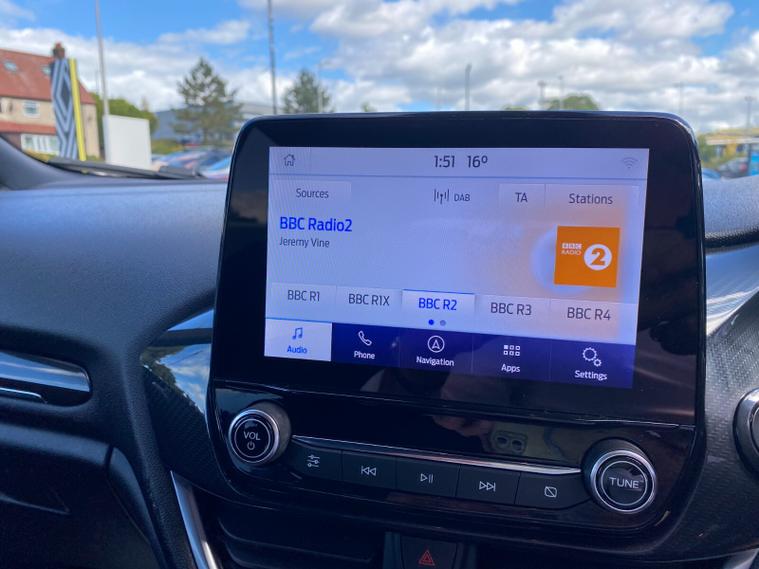 1:51 16°
Sources DAB TA Stations
BBC Radio2
Jeremy Vine
BBC
RADIO 2
BBC R1 BBC R1X BBC R2 BBC R3 BBC R4
Audio Phone Navigation Apps Settings
VOL
TUNE